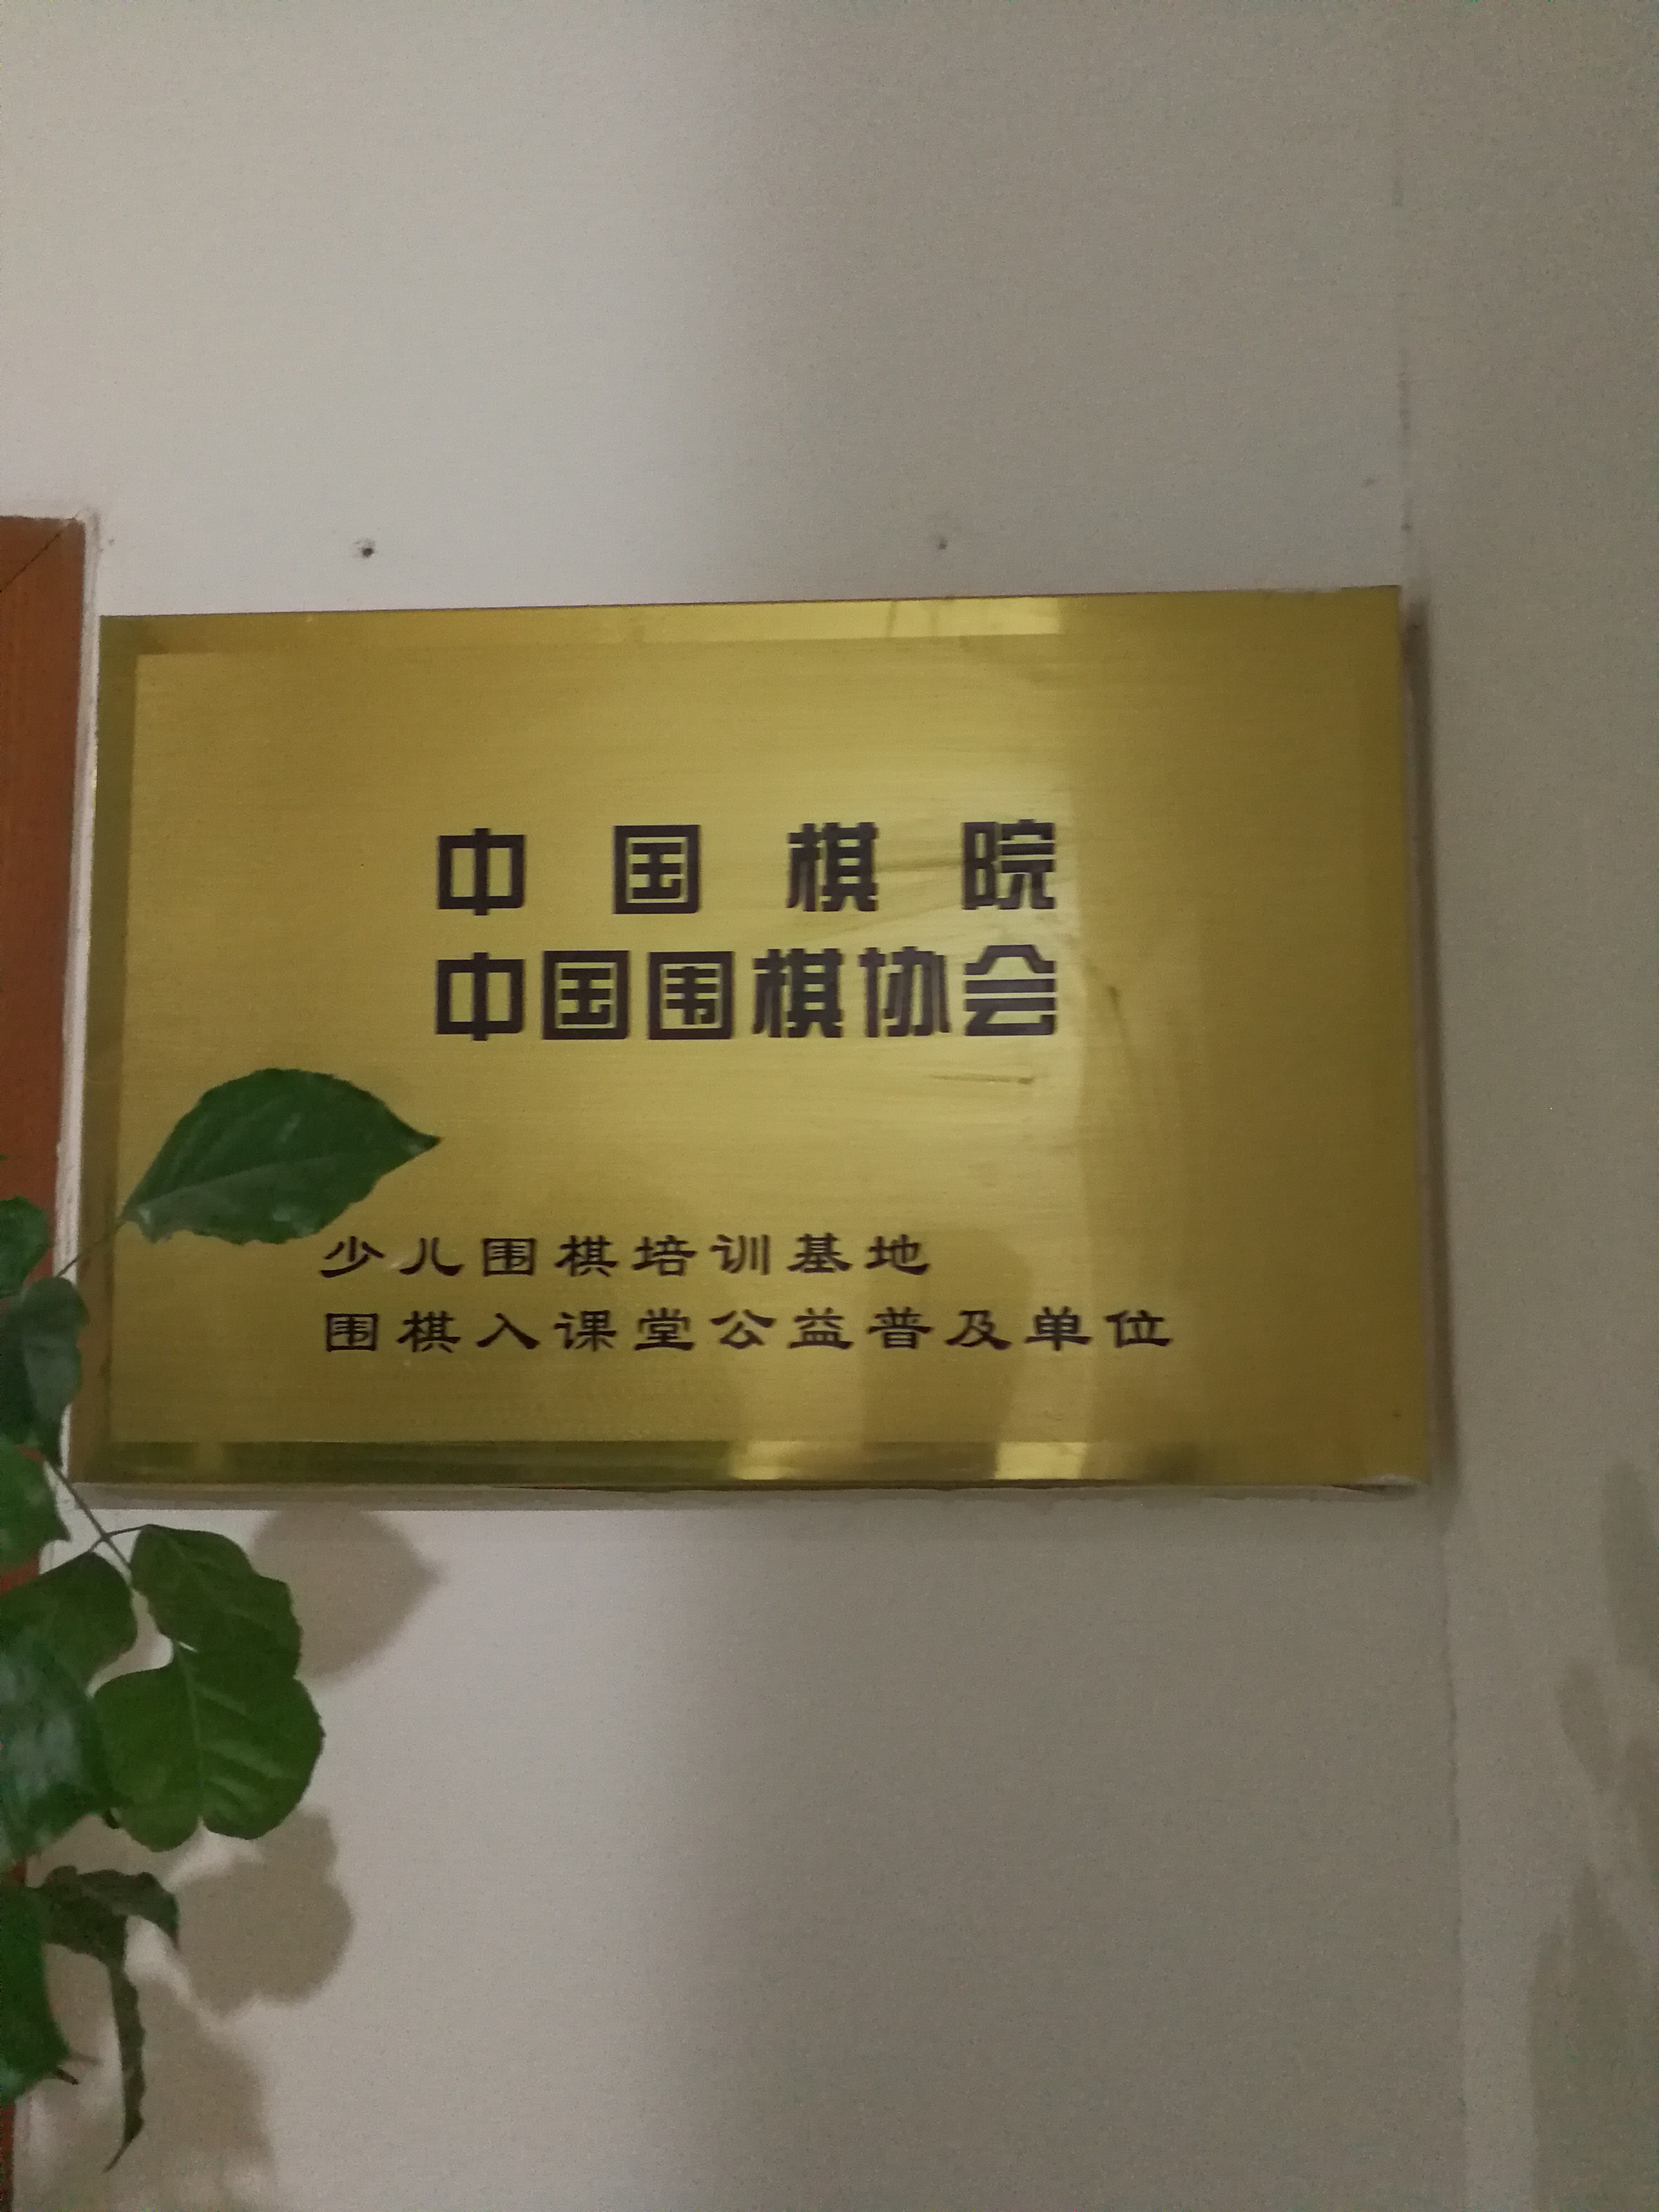 中国棋院
中国围棋协会
少儿围棋培训基地
围棋入课堂公益普及单位